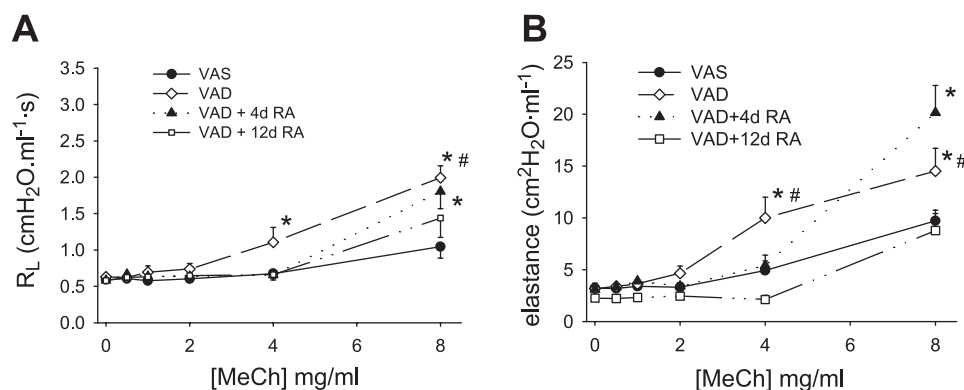 A
3.5
3.0
2.5
2.0
1.5
1.0
0.5
0.0
R_L (cmH₂O.ml⁻¹·s)
VAS
VAD
VAD + 4d RA
VAD + 12d RA
*
* #
*
0 2 4 6 8
[MeCh] mg/ml
B
25
20
15
10
5
0
elastance (cm²H₂O·ml⁻¹)
VAS
VAD
VAD+4d RA
VAD+12d RA
* #
*
* #
0 2 4 6 8
[MeCh] mg/ml